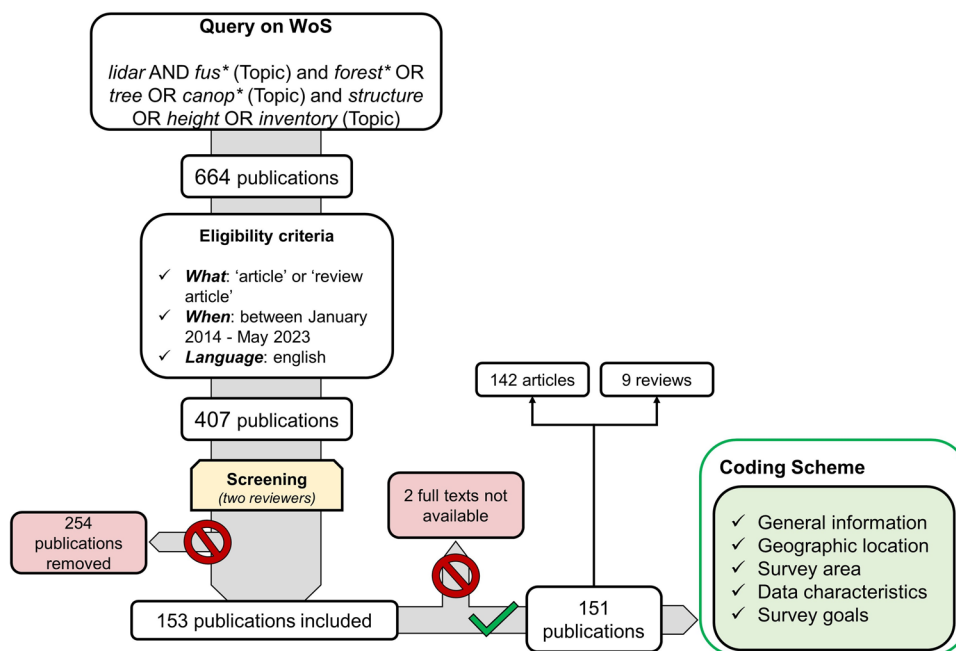 Query on WoS
lidar AND fus* (Topic) and forest* OR
tree OR canop* (Topic) and structure
OR height OR inventory (Topic)
664 publications
Eligibility criteria
✓ What: ‘article’ or ‘review
article’
✓ When: between January
2014 - May 2023
✓ Language: english
407 publications
Screening
(two reviewers)
254
publications
removed
153 publications included
2 full texts not
available
151
publications
142 articles
9 reviews
Coding Scheme
✓ General information
✓ Geographic location
✓ Survey area
✓ Data characteristics
✓ Survey goals